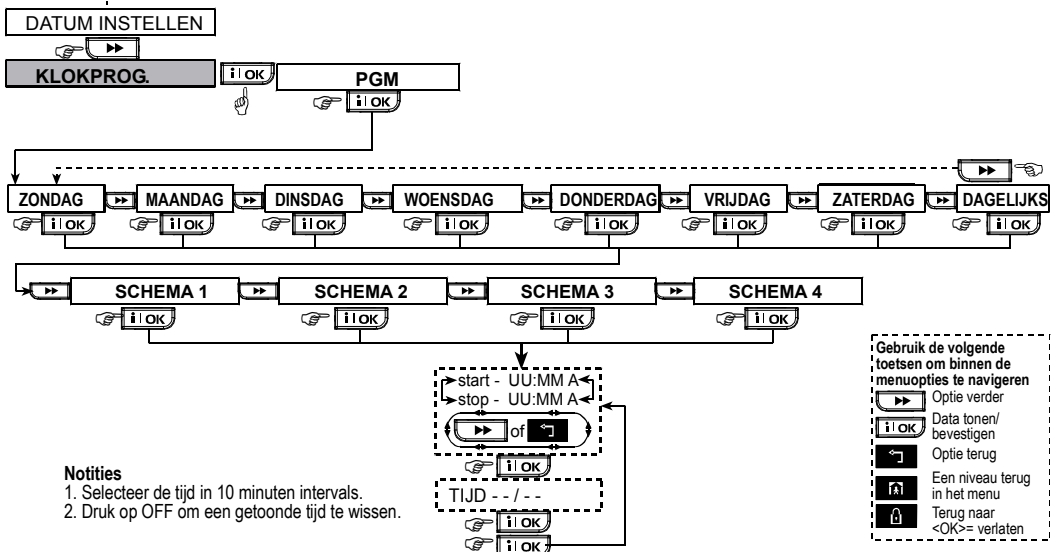 DATUM INSTELLEN
KLOKPROG.
i OK
PGM
i OK
ZONDAG
MAANDAG
DINSDAG
WOENSDAG
DONDERDAG
VRIJDAG
ZATERDAG
DAGELIJKS
i OK
i OK
i OK
i OK
i OK
i OK
i OK
i OK
SCHEMA 1
SCHEMA 2
SCHEMA 3
SCHEMA 4
i OK
i OK
i OK
i OK
start - UU:MM A
stop - UU:MM A
of
i OK
TIJD - - / - -
i OK
i OK
Notities
1. Selecteer de tijd in 10 minuten intervals.
2. Druk op OFF om een getoonde tijd te wissen.
Gebruik de volgende
toetsen om binnen de
menuopties te navigeren
Optie verder
i OK
Data tonen/
bevestigen
Optie terug
Een niveau terug
in het menu
Terug naar
<OK>= verlaten